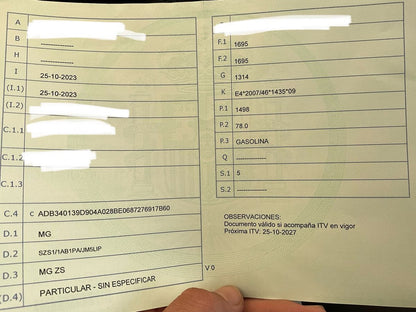 A
B --------------
H --------------
I 25-10-2023
(I.1) 25-10-2023
(I.2)
C.1.1
C.1.2
C.1.3
C.4 C ADB340139D904A028BE0687276917B60
D.1 MG
D.2 SZS1/1AB1PA/JM5LIP
D.3 MG ZS
(D.4) PARTICULAR - SIN ESPECIFICAR
F.1 1695
F.2 1695
G 1314
K E4*2007/46*1435*09
P.1 1498
P.2 78.0
P.3 GASOLINA
Q --------------
S.1 5
S.2 --------------
OBSERVACIONES:
Documento válido si acompaña ITV en vigor
Próxima ITV: 25-10-2027
V 0